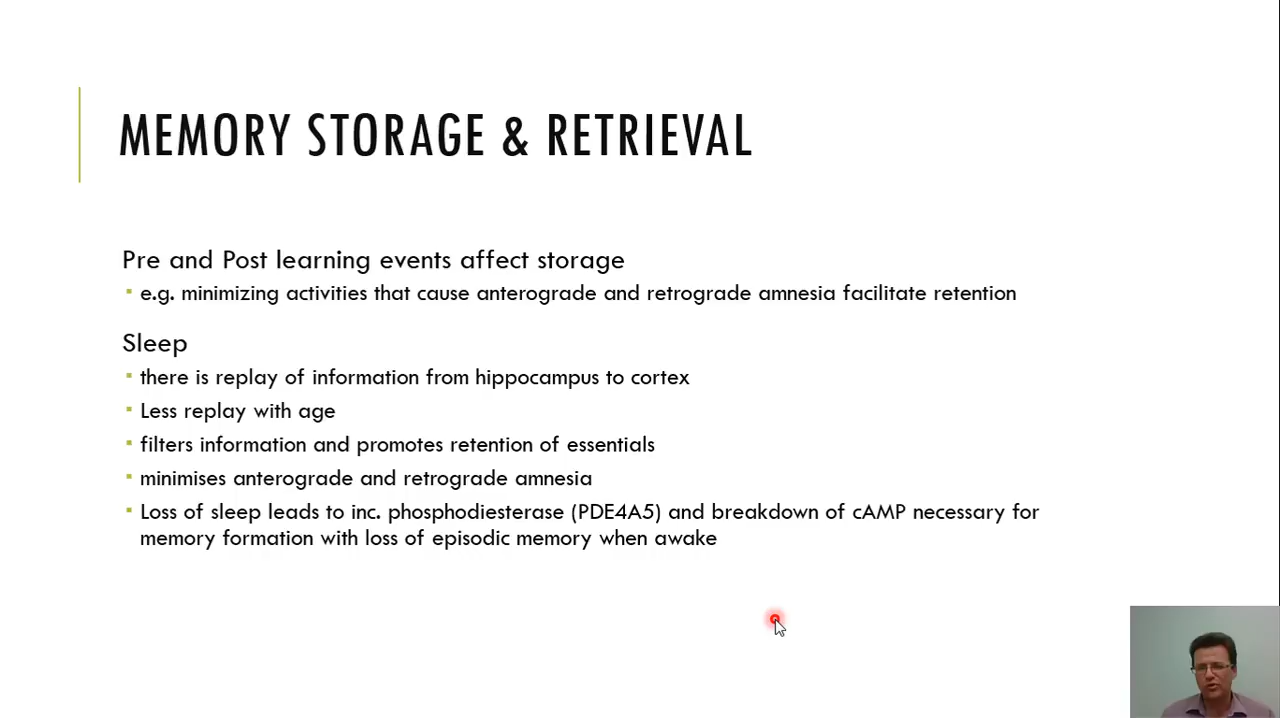 MEMORY STORAGE & RETRIEVAL
Pre and Post learning events affect storage
e.g. minimizing activities that cause anterograde and retrograde amnesia facilitate retention
Sleep
there is replay of information from hippocampus to cortex
Less replay with age
filters information and promotes retention of essentials
minimises anterograde and retrograde amnesia
Loss of sleep leads to inc. phosphodiesterase (PDE4A5) and breakdown of cAMP necessary for
memory formation with loss of episodic memory when awake